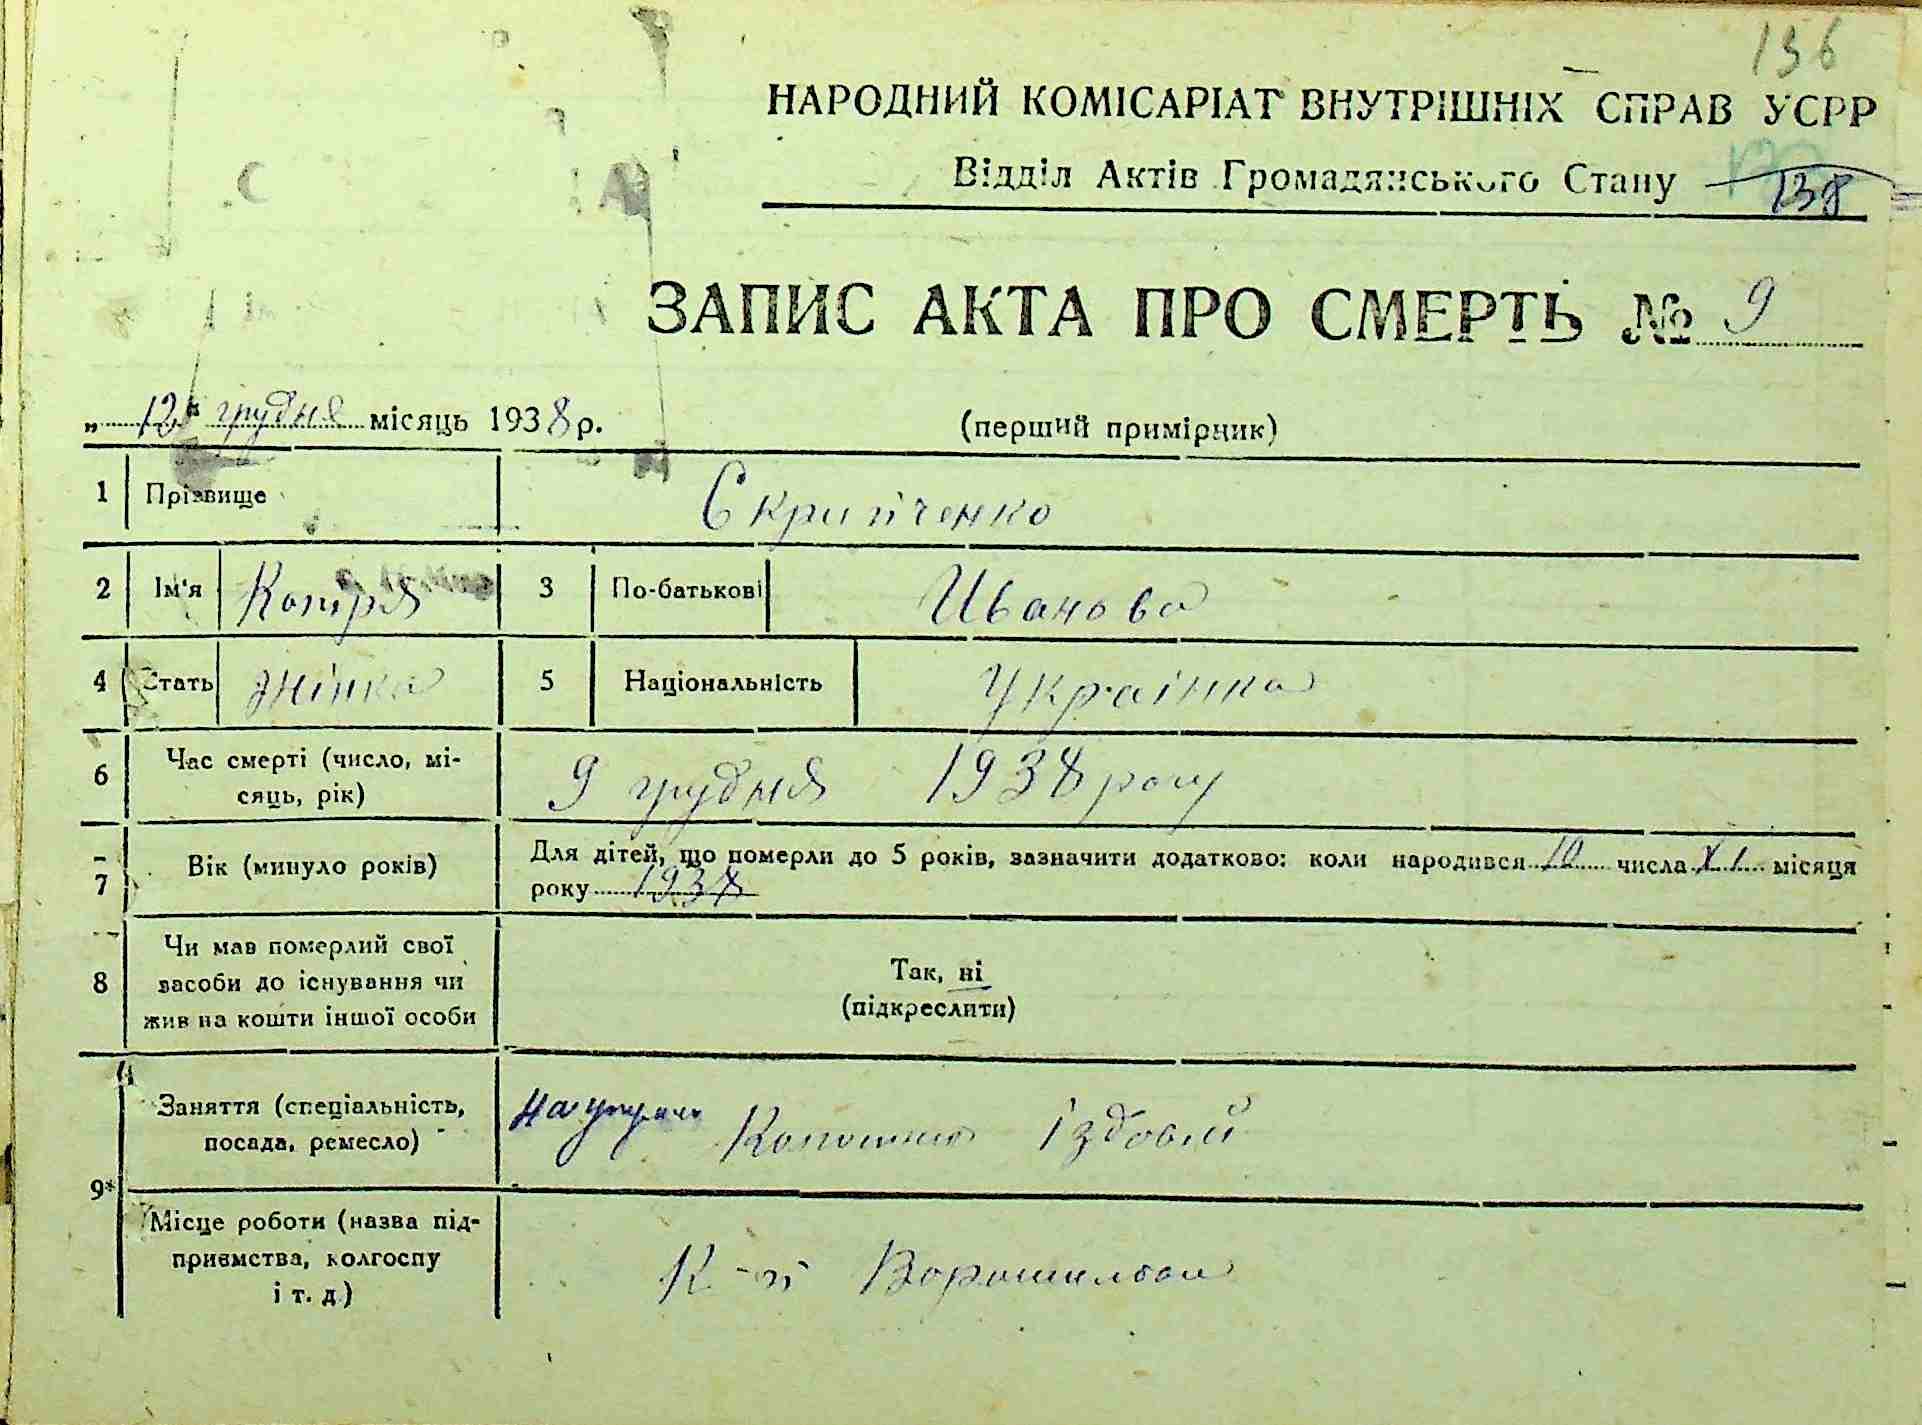 136
НАРОДНИЙ КОМІСАРІАТ ВНУТРІШНІХ СПРАВ УСРР
Відділ Актів Громадянського Стану 138
ЗАПИС АКТА ПРО СМЕРТЬ № 9
„ 12 " грудня місяць 1938 р. (перший примірник)
1 Прізвище Скрипченко
2 Ім'я Котря 3 По-батькові Иванова
4 Стать жінка 5 Національність Українка
6 Час смерті (число, мі-
сяць, рік) 9 грудня 1938 року
7 Вік (минуло років) Для дітей, що померли до 5 років, зазначити додатково: коли народився 10 числа XI місяця
року 1938
8 Чи мав померлий свої
засоби до існування чи
жив на кошти іншої особи
Так, ні
(підкреслити)
9* Заняття (спеціальність,
посада, ремесло) їздовий
Місце роботи (назва під-
приємства, колгоспу
і т. д.) К-п Ворошилова